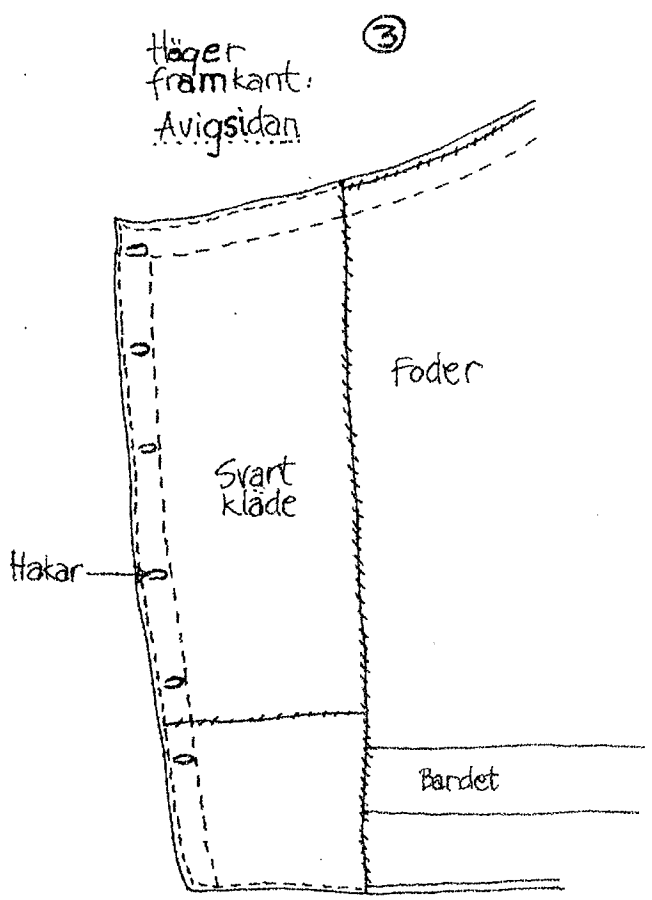 3
Höger
framkant:
Avigsidan
Foder
Svart
kläde
Hakar
Bandet